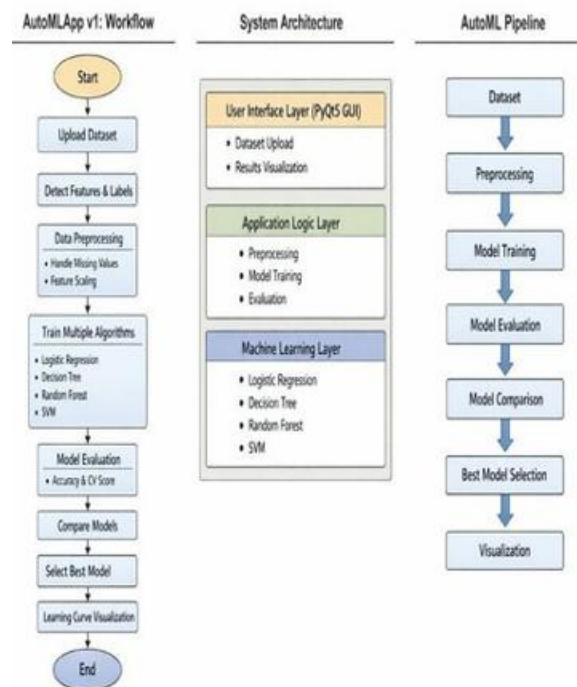 AutoMLApp v1: Workflow
Start
Upload Dataset
Detect Features & Labels
Data Preprocessing
• Handle Missing Values
• Feature Scaling
Train Multiple Algorithms
• Logistic Regression
• Decision Tree
• Random Forest
• SVM
Model Evaluation
• Accuracy & CV Score
Compare Models
Select Best Model
Learning Curve Visualization
End
System Architecture
User Interface Layer (PyQt5 GUI)
• Dataset Upload
• Results Visualization
Application Logic Layer
• Preprocessing
• Model Training
• Evaluation
Machine Learning Layer
• Logistic Regression
• Decision Tree
• Random Forest
• SVM
AutoML Pipeline
Dataset
Preprocessing
Model Training
Model Evaluation
Model Comparison
Best Model Selection
Visualization